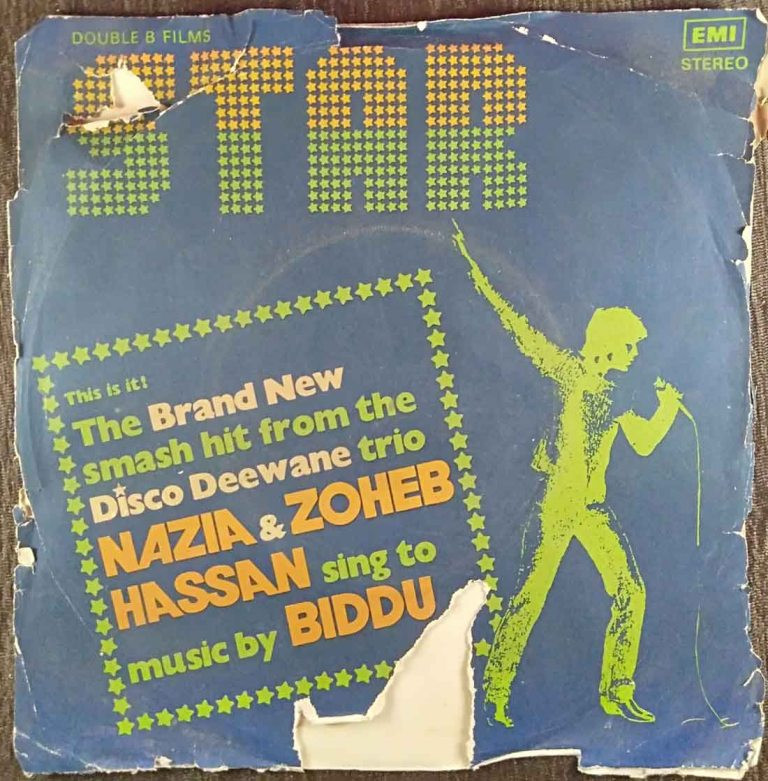 DOUBLE B FILMS
EMI
STEREO
STAR
This is it!
The Brand New
smash hit from the
Disco Deewane trio
NAZIA & ZOHEB
HASSAN sing to
music by BIDDU